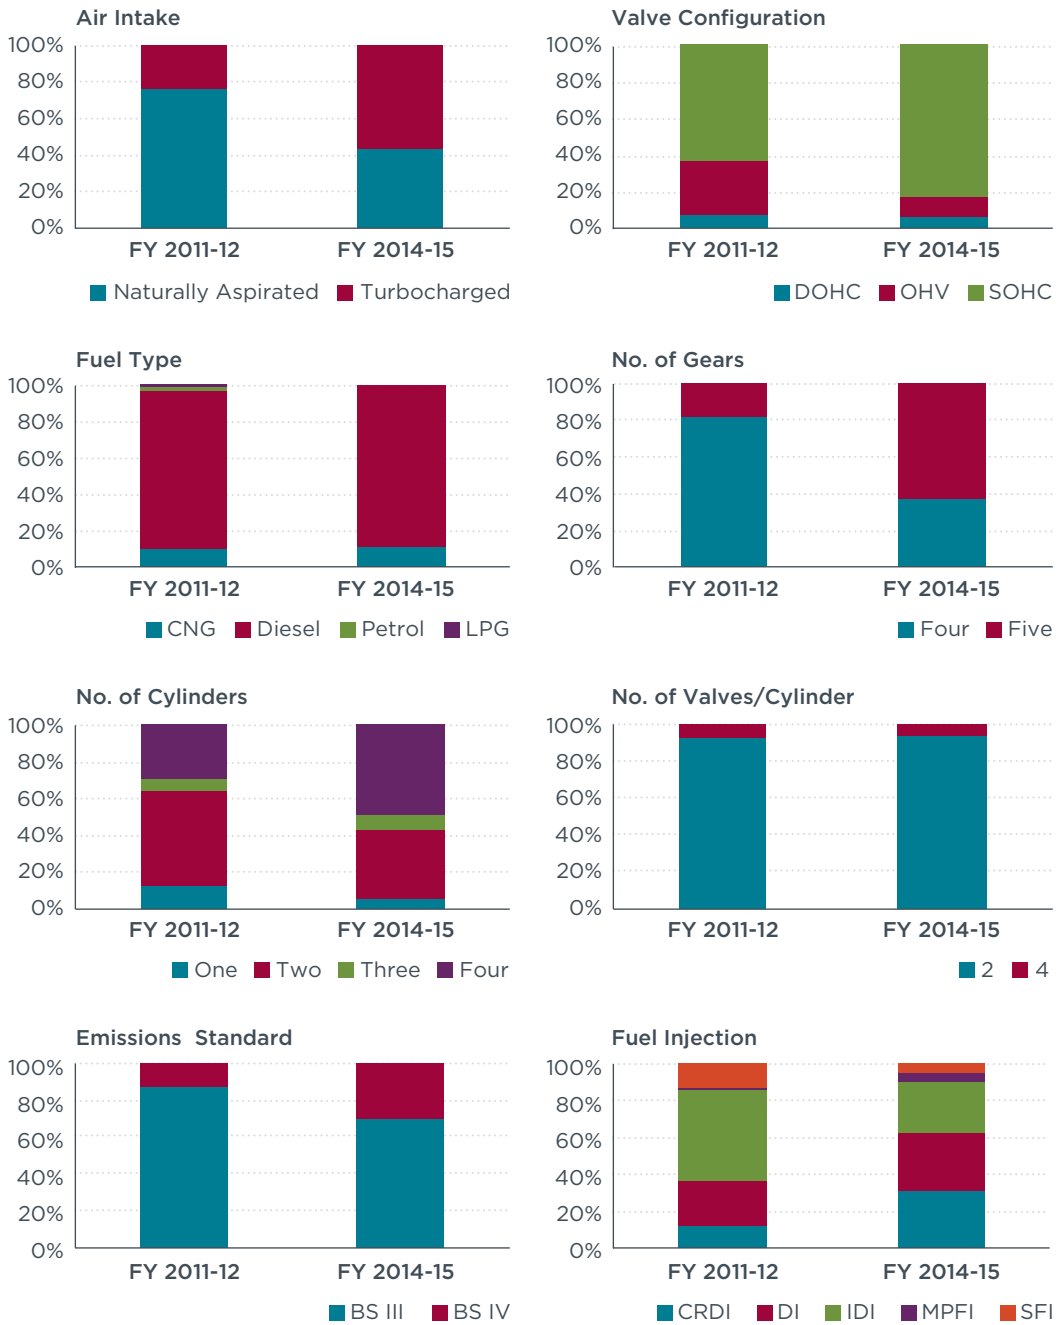 Air Intake
100%
80%
60%
40%
20%
0%
FY 2011-12 FY 2014-15
Naturally Aspirated Turbocharged
Valve Configuration
100%
80%
60%
40%
20%
0%
FY 2011-12 FY 2014-15
DOHC OHV SOHC
Fuel Type
100%
80%
60%
40%
20%
0%
FY 2011-12 FY 2014-15
CNG Diesel Petrol LPG
No. of Gears
100%
80%
60%
40%
20%
0%
FY 2011-12 FY 2014-15
Four Five
No. of Cylinders
100%
80%
60%
40%
20%
0%
FY 2011-12 FY 2014-15
One Two Three Four
No. of Valves/Cylinder
100%
80%
60%
40%
20%
0%
FY 2011-12 FY 2014-15
2 4
Emissions Standard
100%
80%
60%
40%
20%
0%
FY 2011-12 FY 2014-15
BS III BS IV
Fuel Injection
100%
80%
60%
40%
20%
0%
FY 2011-12 FY 2014-15
CRDI DI IDI MPFI SFI